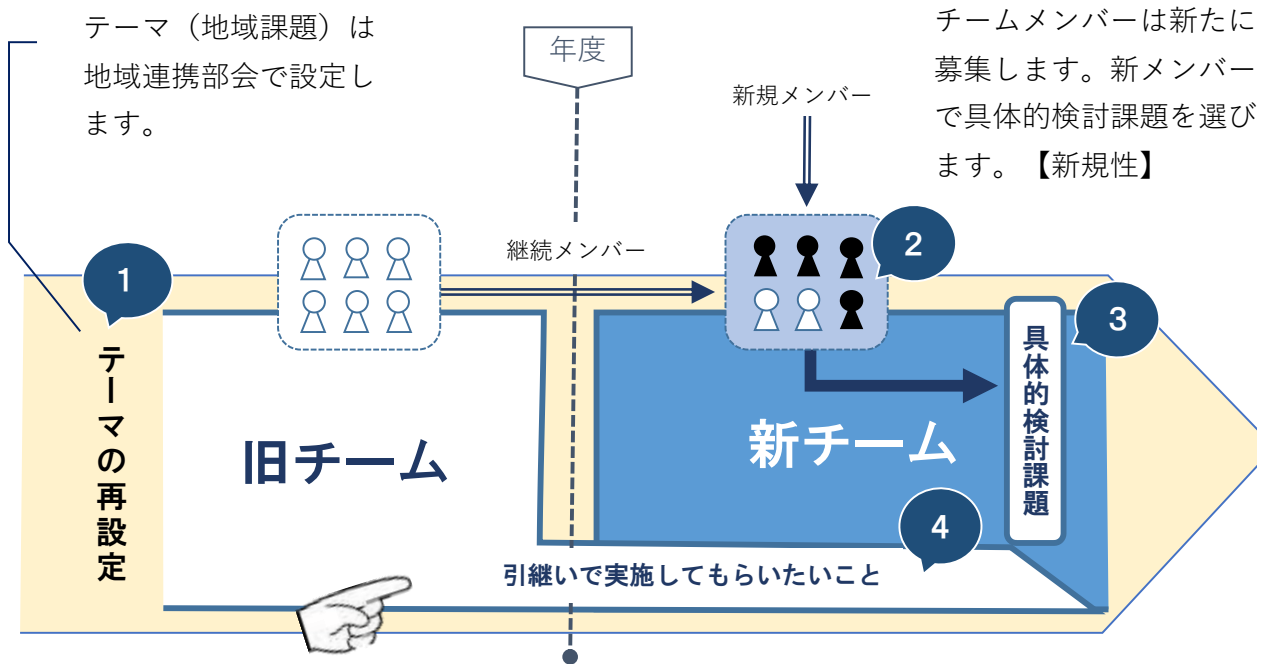 テーマ（地域課題）は
地域連携部会で設定し
ます。
年度
新規メンバー
チームメンバーは新たに
募集します。新メンバー
で具体的検討課題を選び
ます。【新規性】
継続メンバー
1
2
3
テーマの再設定
旧チーム
新チーム
具体的検討課題
4
引継いで実施してもらいたいこと